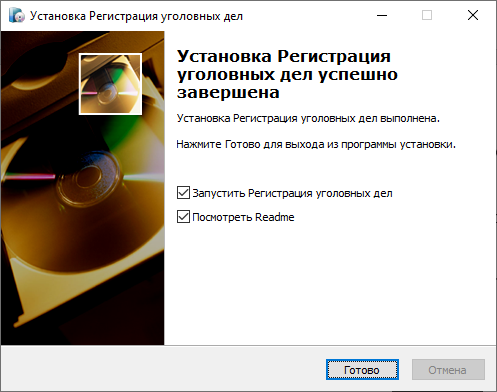 Установка Регистрация уголовных дел
Установка Регистрация
уголовных дел успешно
завершена
Установка Регистрация уголовных дел выполнена.
Нажмите Готово для выхода из программы установки.
Запустить Регистрация уголовных дел
Посмотреть Readme
Готово
Отмена